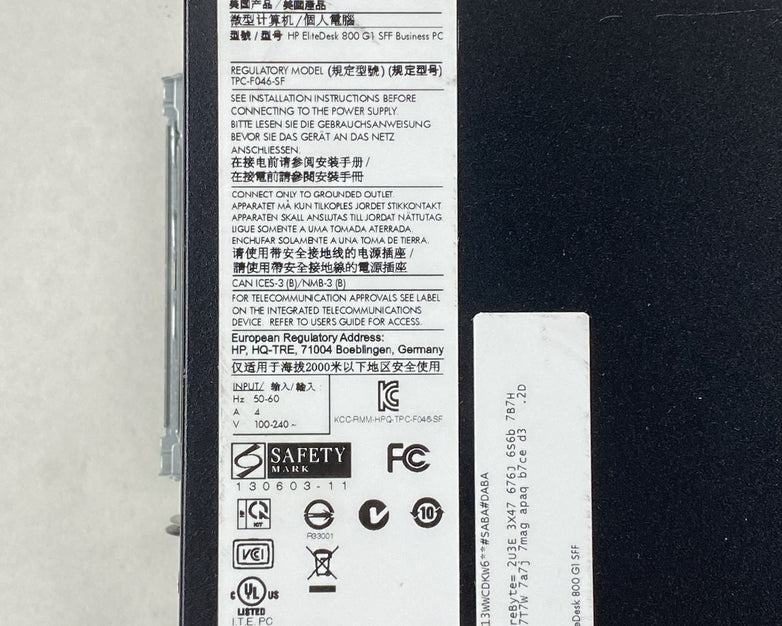 美國产品 / 美國產品
微型计算机 / 個人電腦
型號 / 型号 HP EliteDesk 800 G1 SFF Business PC
REGULATORY MODEL (規定型號) (规定型号)
TPC-F046-SF
SEE INSTALLATION INSTRUCTIONS BEFORE
CONNECTING TO THE POWER SUPPLY.
BITTE LESEN SIE DIE GEBRAUCHSANWEISUNG
BEVOR SIE DAS GERÄT AN DAS NETZ
ANSCHLIESSEN.
在接电前请参阅安装手册 /
在接電前請參閱安裝手冊
CONNECT ONLY TO GROUNDED OUTLET.
APPARATET MÅ KUN TILKOPLES JORDET STIKKONTAKT
APPARATEN SKALL ANSLUTAS TILL JORDAT NÄTTUTAG.
LIGUE SOMENTE A UMA TOMADA ATERRADA.
ENCHUFAR SOLAMENTE A UNA TOMA DE TIERRA.
请使用带安全接地线的电源插座 /
請使用帶安全接地線的電源插座
CAN ICES-3 (B)/NMB-3 (B)
FOR TELECOMMUNICATION APPROVALS SEE LABEL
ON THE INTEGRATED TELECOMMUNICATIONS
DEVICE. REFER TO USERS GUIDE FOR ACCESS.
European Regulatory Address:
HP, HQ-TRE, 71004 Boeblingen, Germany
仅适用于海拔2000米以下地区安全使用
INPUT/ 输入/輸入 :
Hz 50-60
A 4
V 100-240 ~
KCC-RMM-HPQ-TPC-F046-SF
SAFETY
MARK
FC
130603-11
R33001
10
VCI
c UL US
LISTED
I.T.E. PC
13WWCDKW6**#SABA#DABA
reByte= 2U3E 3X47 676J 6S6b 7B7H
7T7W 7a7j 7mag apaq b7ce d3 .2D
eDesk 800 G1 SFF